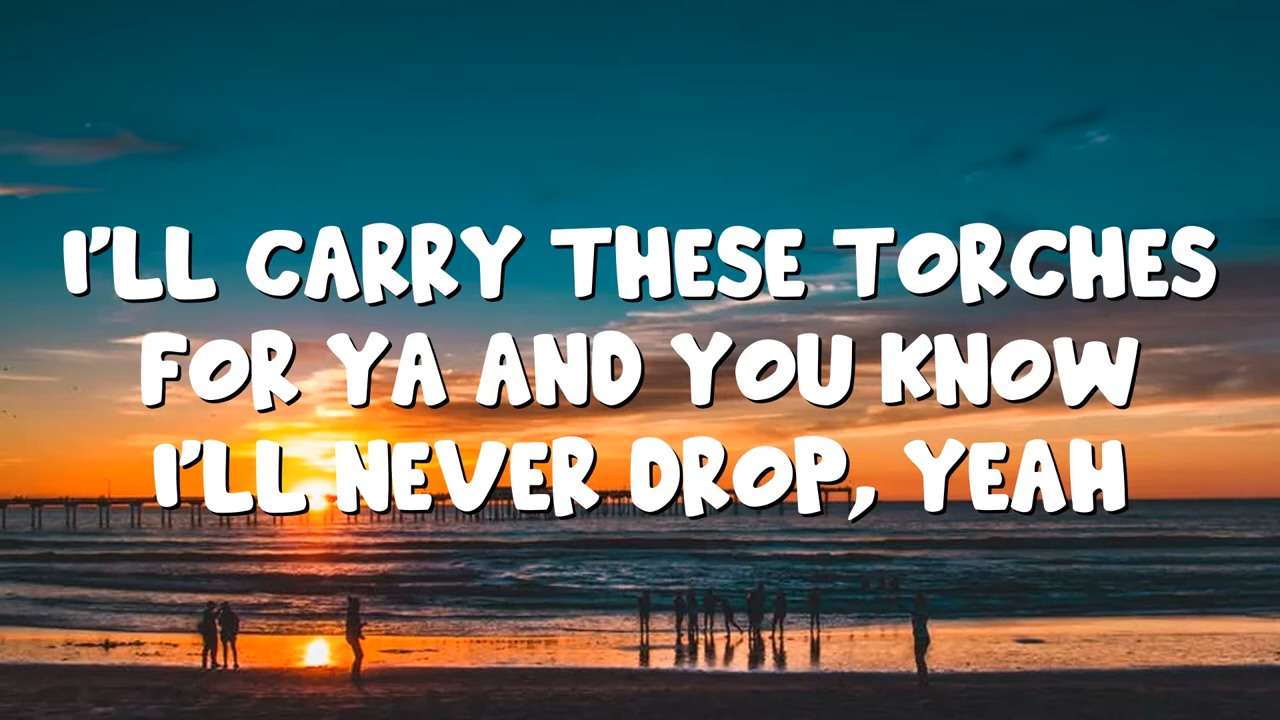 I'LL CARRY THESE TORCHES
FOR YA AND YOU KNOW
I'LL NEVER DROP, YEAH